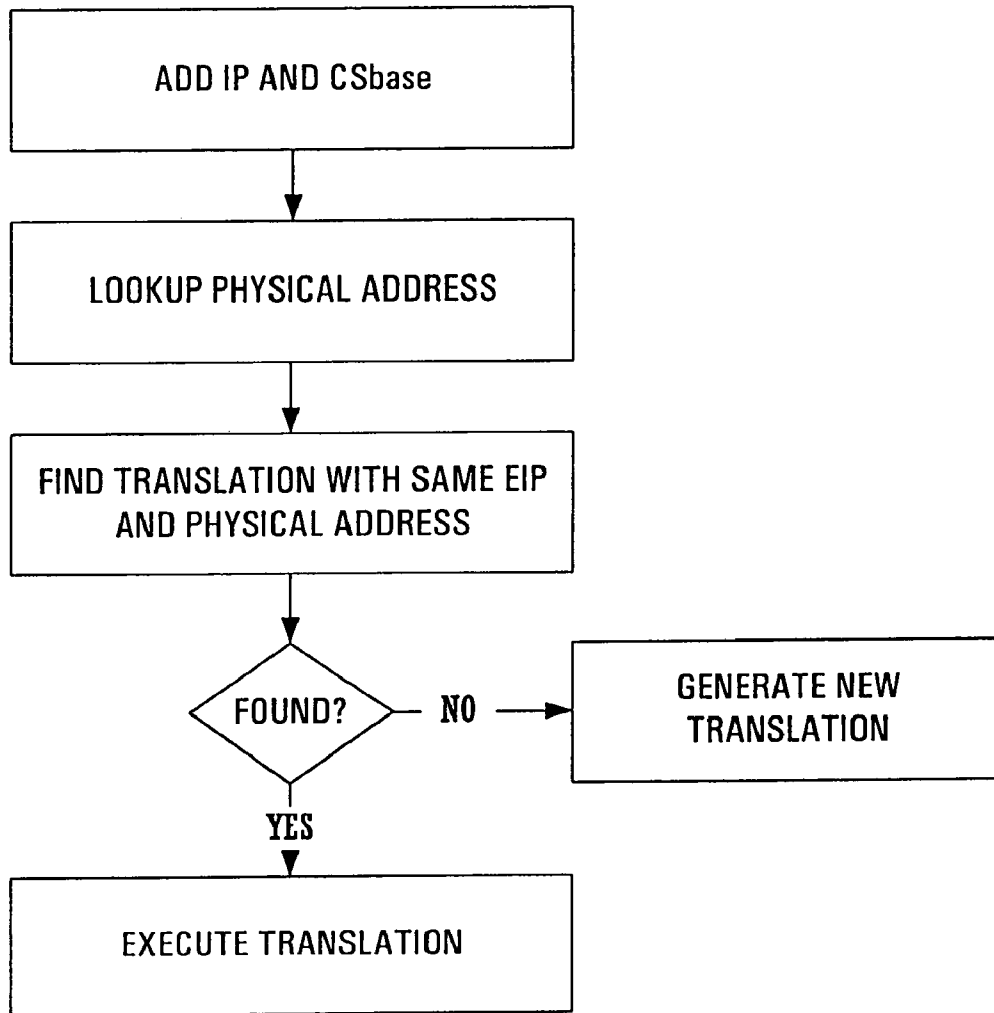 ADD IP AND CSbase
LOOKUP PHYSICAL ADDRESS
FIND TRANSLATION WITH SAME EIP
AND PHYSICAL ADDRESS
FOUND?
NO
GENERATE NEW
TRANSLATION
YES
EXECUTE TRANSLATION